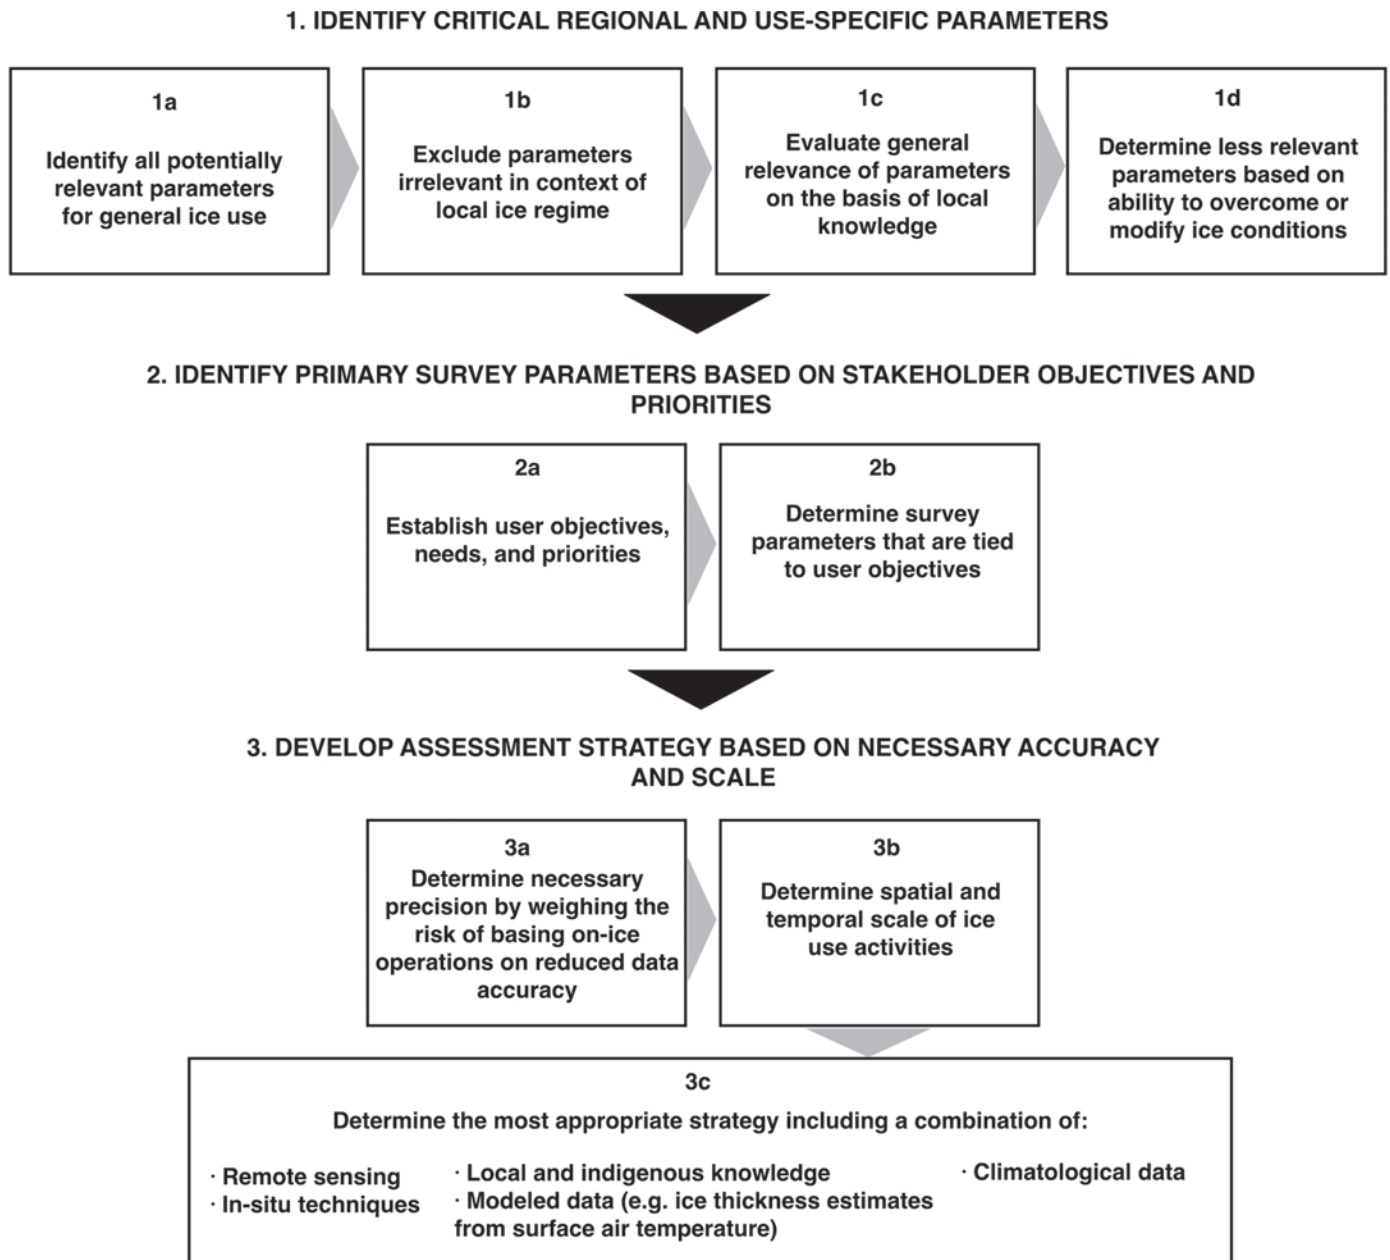 1. IDENTIFY CRITICAL REGIONAL AND USE-SPECIFIC PARAMETERS
1a
Identify all potentially
relevant parameters
for general ice use
1b
Exclude parameters
irrelevant in context of
local ice regime
1c
Evaluate general
relevance of parameters
on the basis of local
knowledge
1d
Determine less relevant
parameters based on
ability to overcome or
modify ice conditions
2. IDENTIFY PRIMARY SURVEY PARAMETERS BASED ON STAKEHOLDER OBJECTIVES AND
PRIORITIES
2a
Establish user objectives,
needs, and priorities
2b
Determine survey
parameters that are tied
to user objectives
3. DEVELOP ASSESSMENT STRATEGY BASED ON NECESSARY ACCURACY
AND SCALE
3a
Determine necessary
precision by weighing the
risk of basing on-ice
operations on reduced data
accuracy
3b
Determine spatial and
temporal scale of ice
use activities
3c
Determine the most appropriate strategy including a combination of:
· Remote sensing
· In-situ techniques
· Local and indigenous knowledge
· Modeled data (e.g. ice thickness estimates
from surface air temperature)
· Climatological data